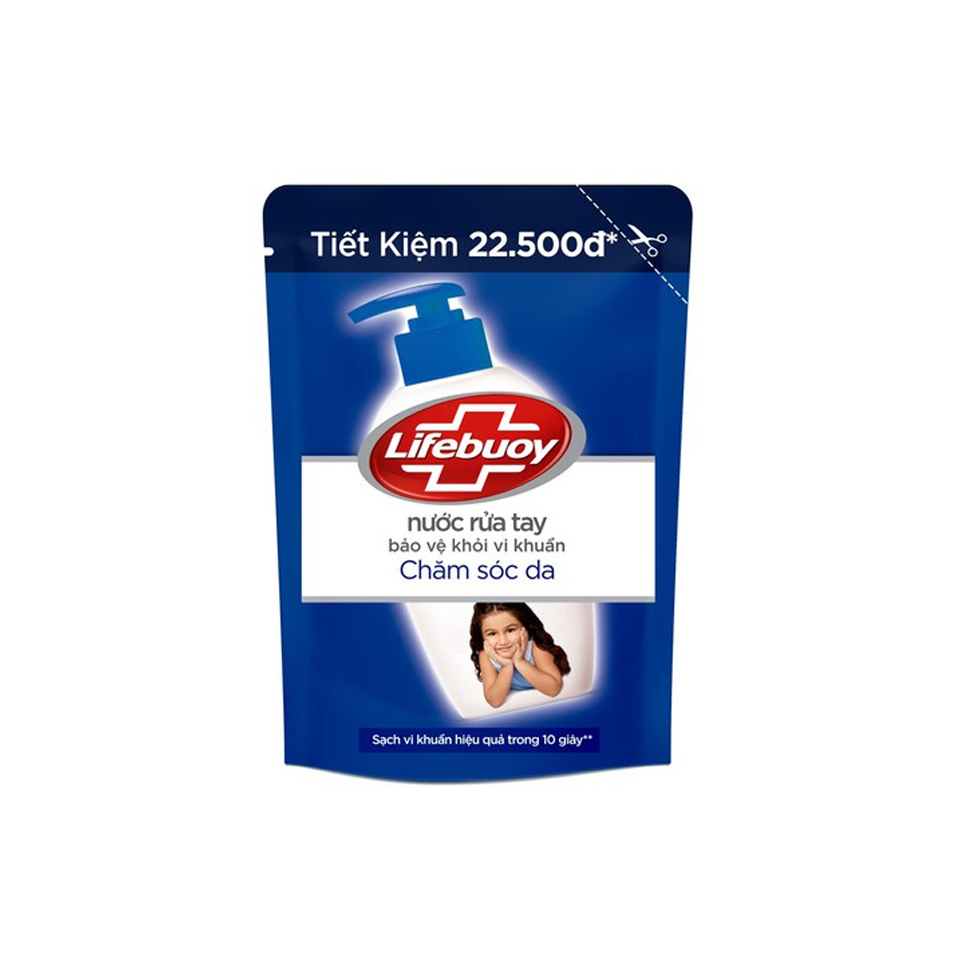 Tiết Kiệm 22.500đ*
Lifebuoy
nước rửa tay
bảo vệ khỏi vi khuẩn
Chăm sóc da
Sạch vi khuẩn hiệu quả trong 10 giây**